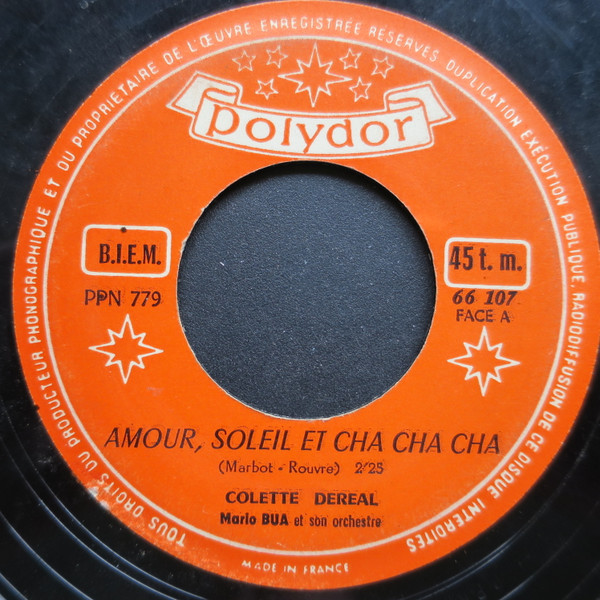 TOUS DROITS DU PRODUCTEUR PHONOGRAPHIQUE ET DU PROPRIÉTAIRE DE L'ŒUVRE ENREGISTRÉE RÉSERVÉS. DUPLICATION EXÉCUTION PUBLIQUE, RADIODIFFUSION DE CE DISQUE INTERDITES
polydor
B.I.E.M.
45 t. m.
PPN 779
66 107
FACE A
AMOUR, SOLEIL ET CHA CHA CHA
(Marbot - Rouvre) 2'25
COLETTE DEREAL
Mario BUA et son orchestre
MADE IN FRANCE